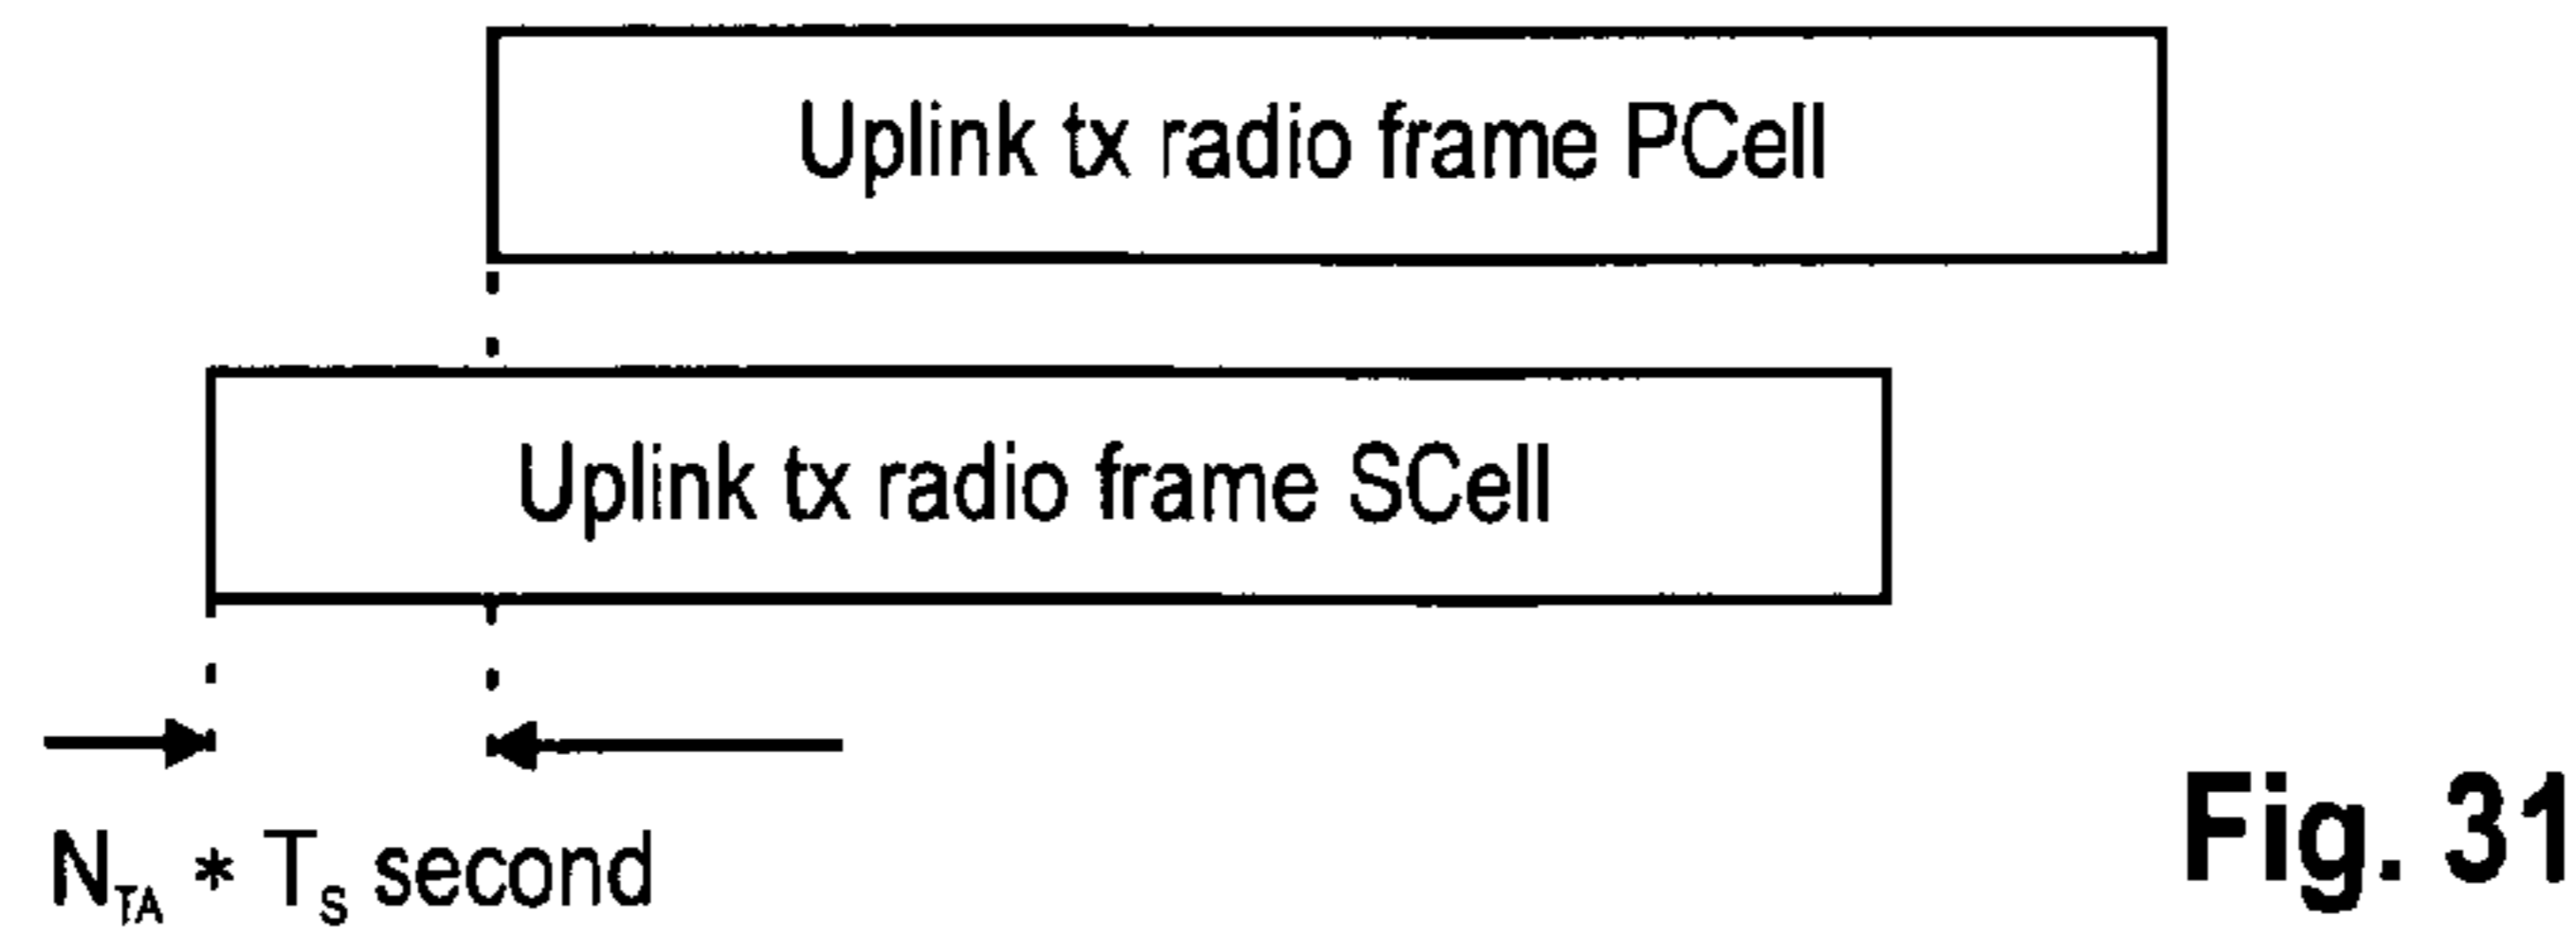 Uplink tx radio frame PCell
Uplink tx radio frame SCell
N_TA * T_S second
Fig. 31